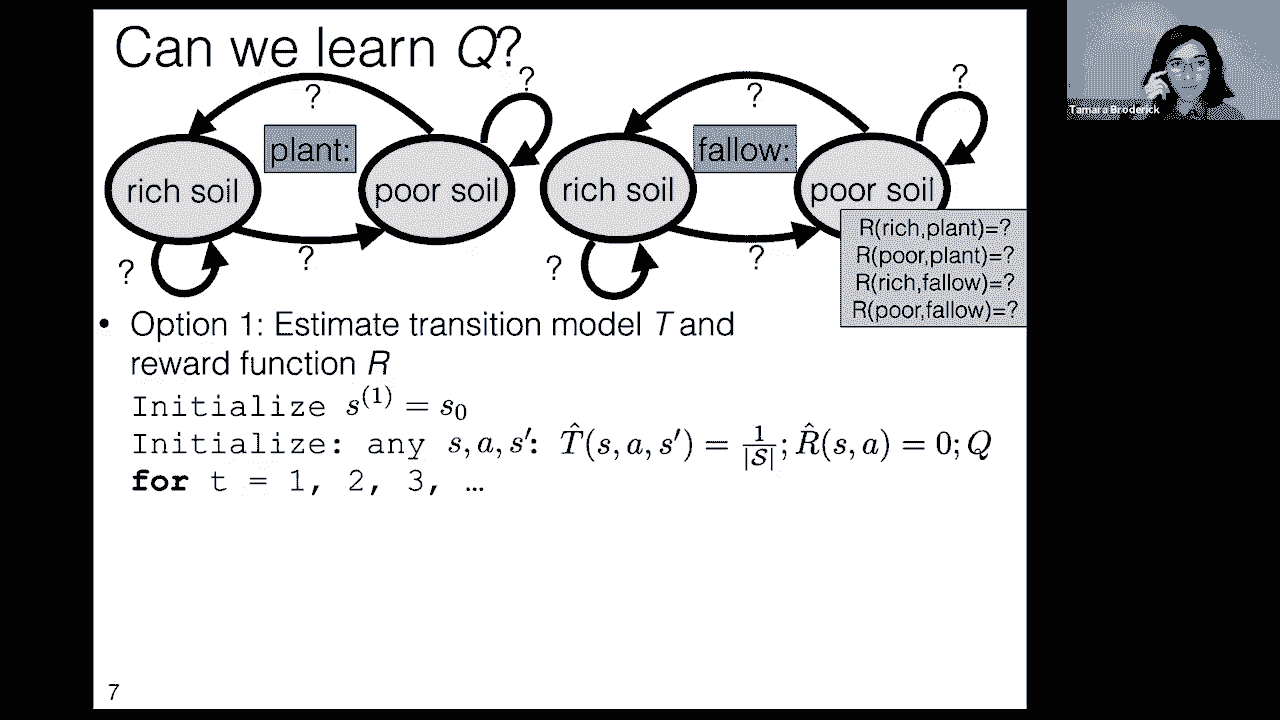 Can we learn Q?
?
?
?
?
plant:
fallow:
rich soil
poor soil
rich soil
poor soil
R(rich,plant)=?
R(poor,plant)=?
R(rich,fallow)=?
R(poor,fallow)=?
?
?
?
?
• Option 1: Estimate transition model T and
reward function R
Initialize s^{(1)} = s_0
Initialize: any s, a, s': \hat{T}(s, a, s') = \frac{1}{|\mathcal{S}|}; \hat{R}(s, a) = 0; Q
for t = 1, 2, 3, …
7
Tamara Broderick